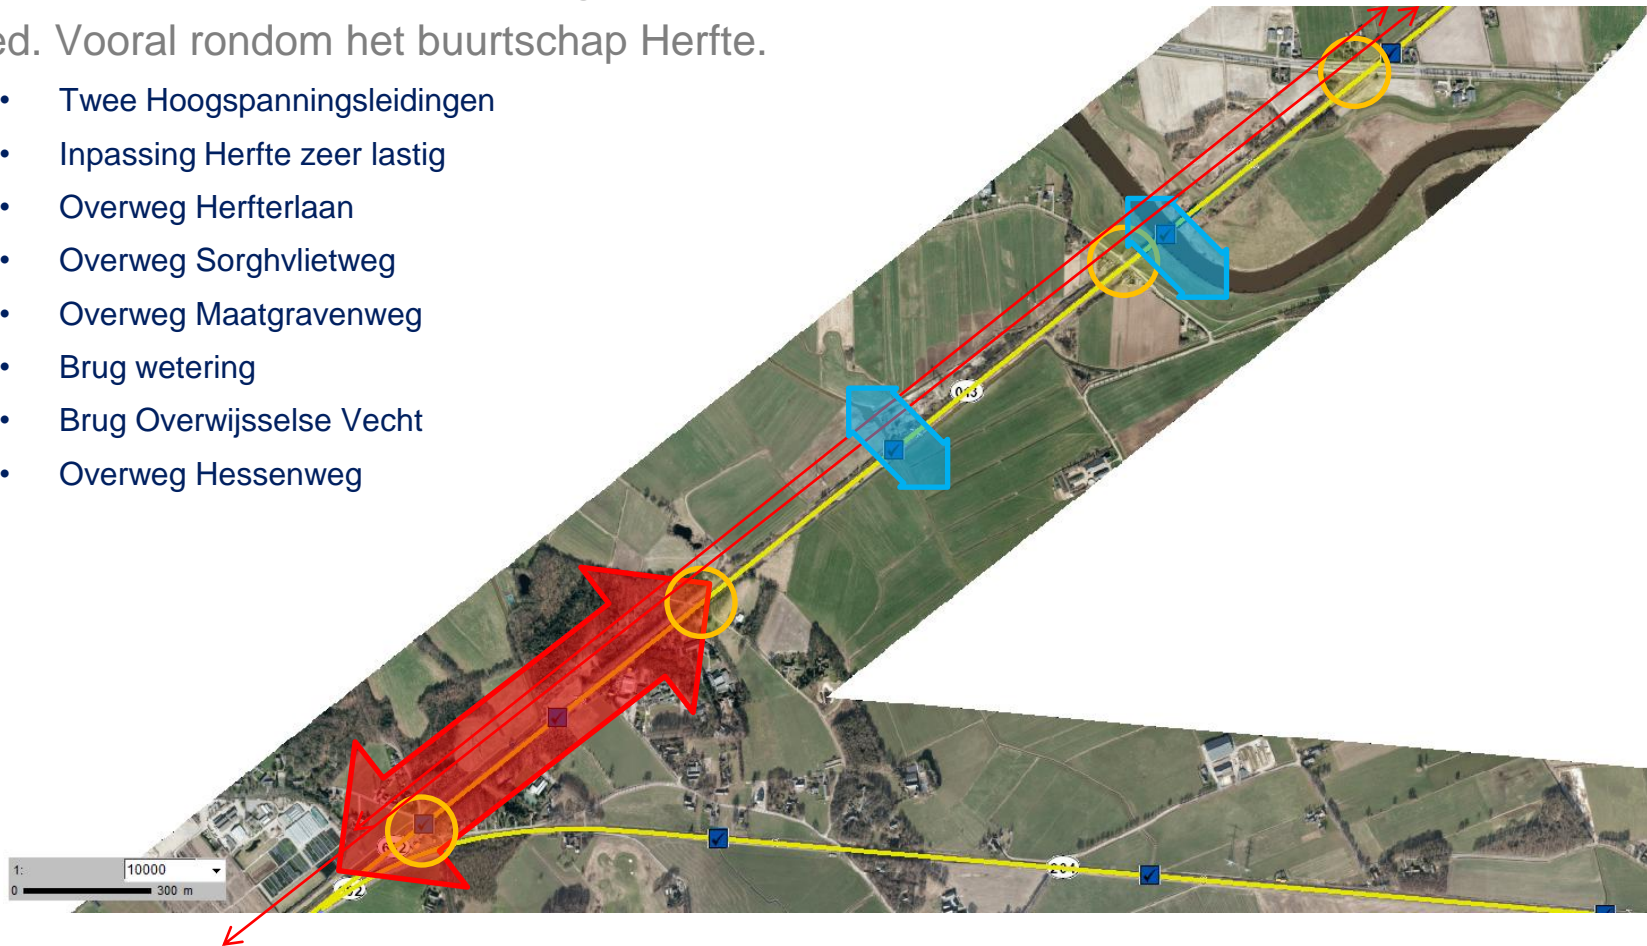 ed. Vooral rondom het buurtschap Herfte.
• Twee Hoogspanningsleidingen
• Inpassing Herfte zeer lastig
• Overweg Herfterlaan
• Overweg Sorghvlietweg
• Overweg Maatgravenweg
• Brug wetering
• Brug Overwijsselse Vecht
• Overweg Hessenweg
043
1: 10000
0 300 m